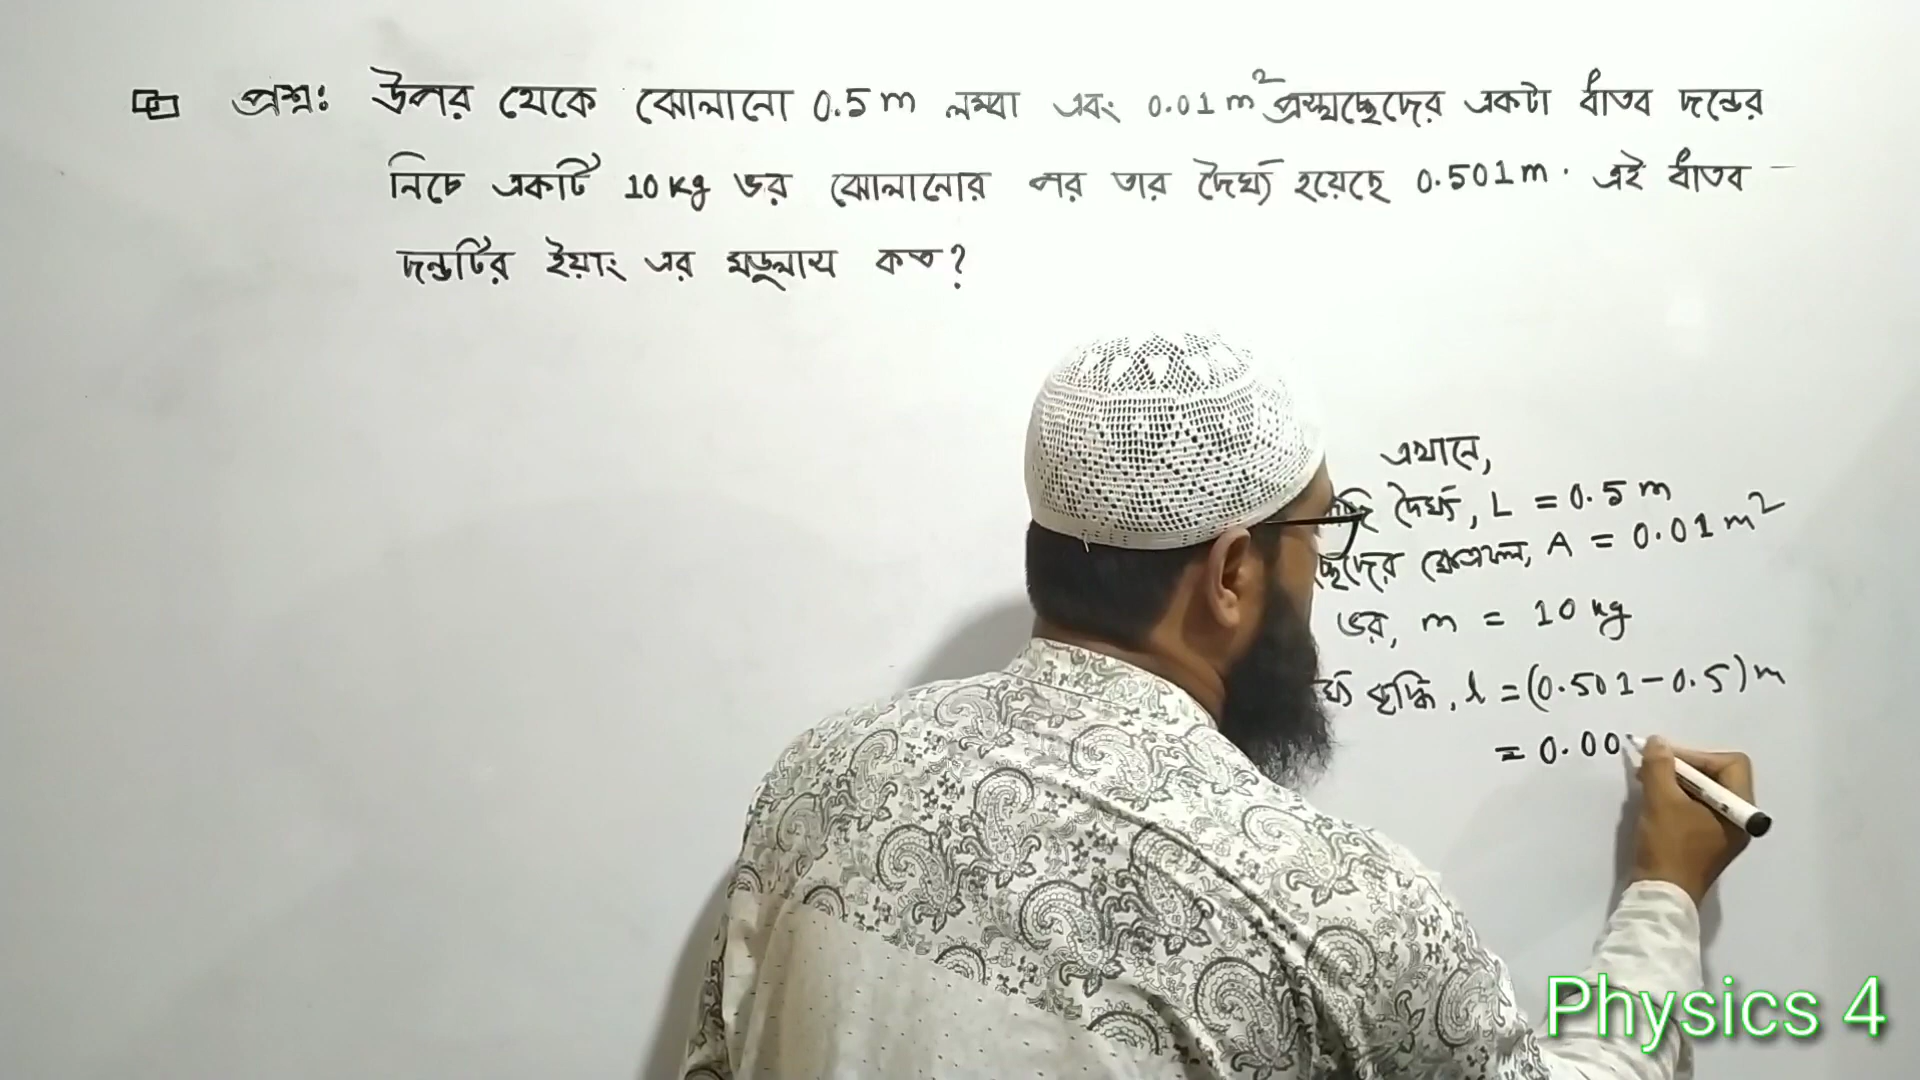 প্রশ্ন: উপর থেকে ঝোলানো 0.5 m লম্বা এবং 0.01 m² প্রস্থচ্ছেদের একটা ধাতব দন্ডের
নিচে একটি 10 kg ভর ঝোলানোর পর তার দৈর্ঘ্য হয়েছে 0.501 m. এই ধাতব
দন্ডটির ইয়াং এর মডুলাস কত?
এখানে,
দৈর্ঘ্য, L = 0.5 m
চ্ছেদের ক্ষেত্রফল, A = 0.01 m²
ভর, m = 10 kg
র্ঘ্য বৃদ্ধি, l = (0.501 - 0.5) m
= 0.00
Physics 4